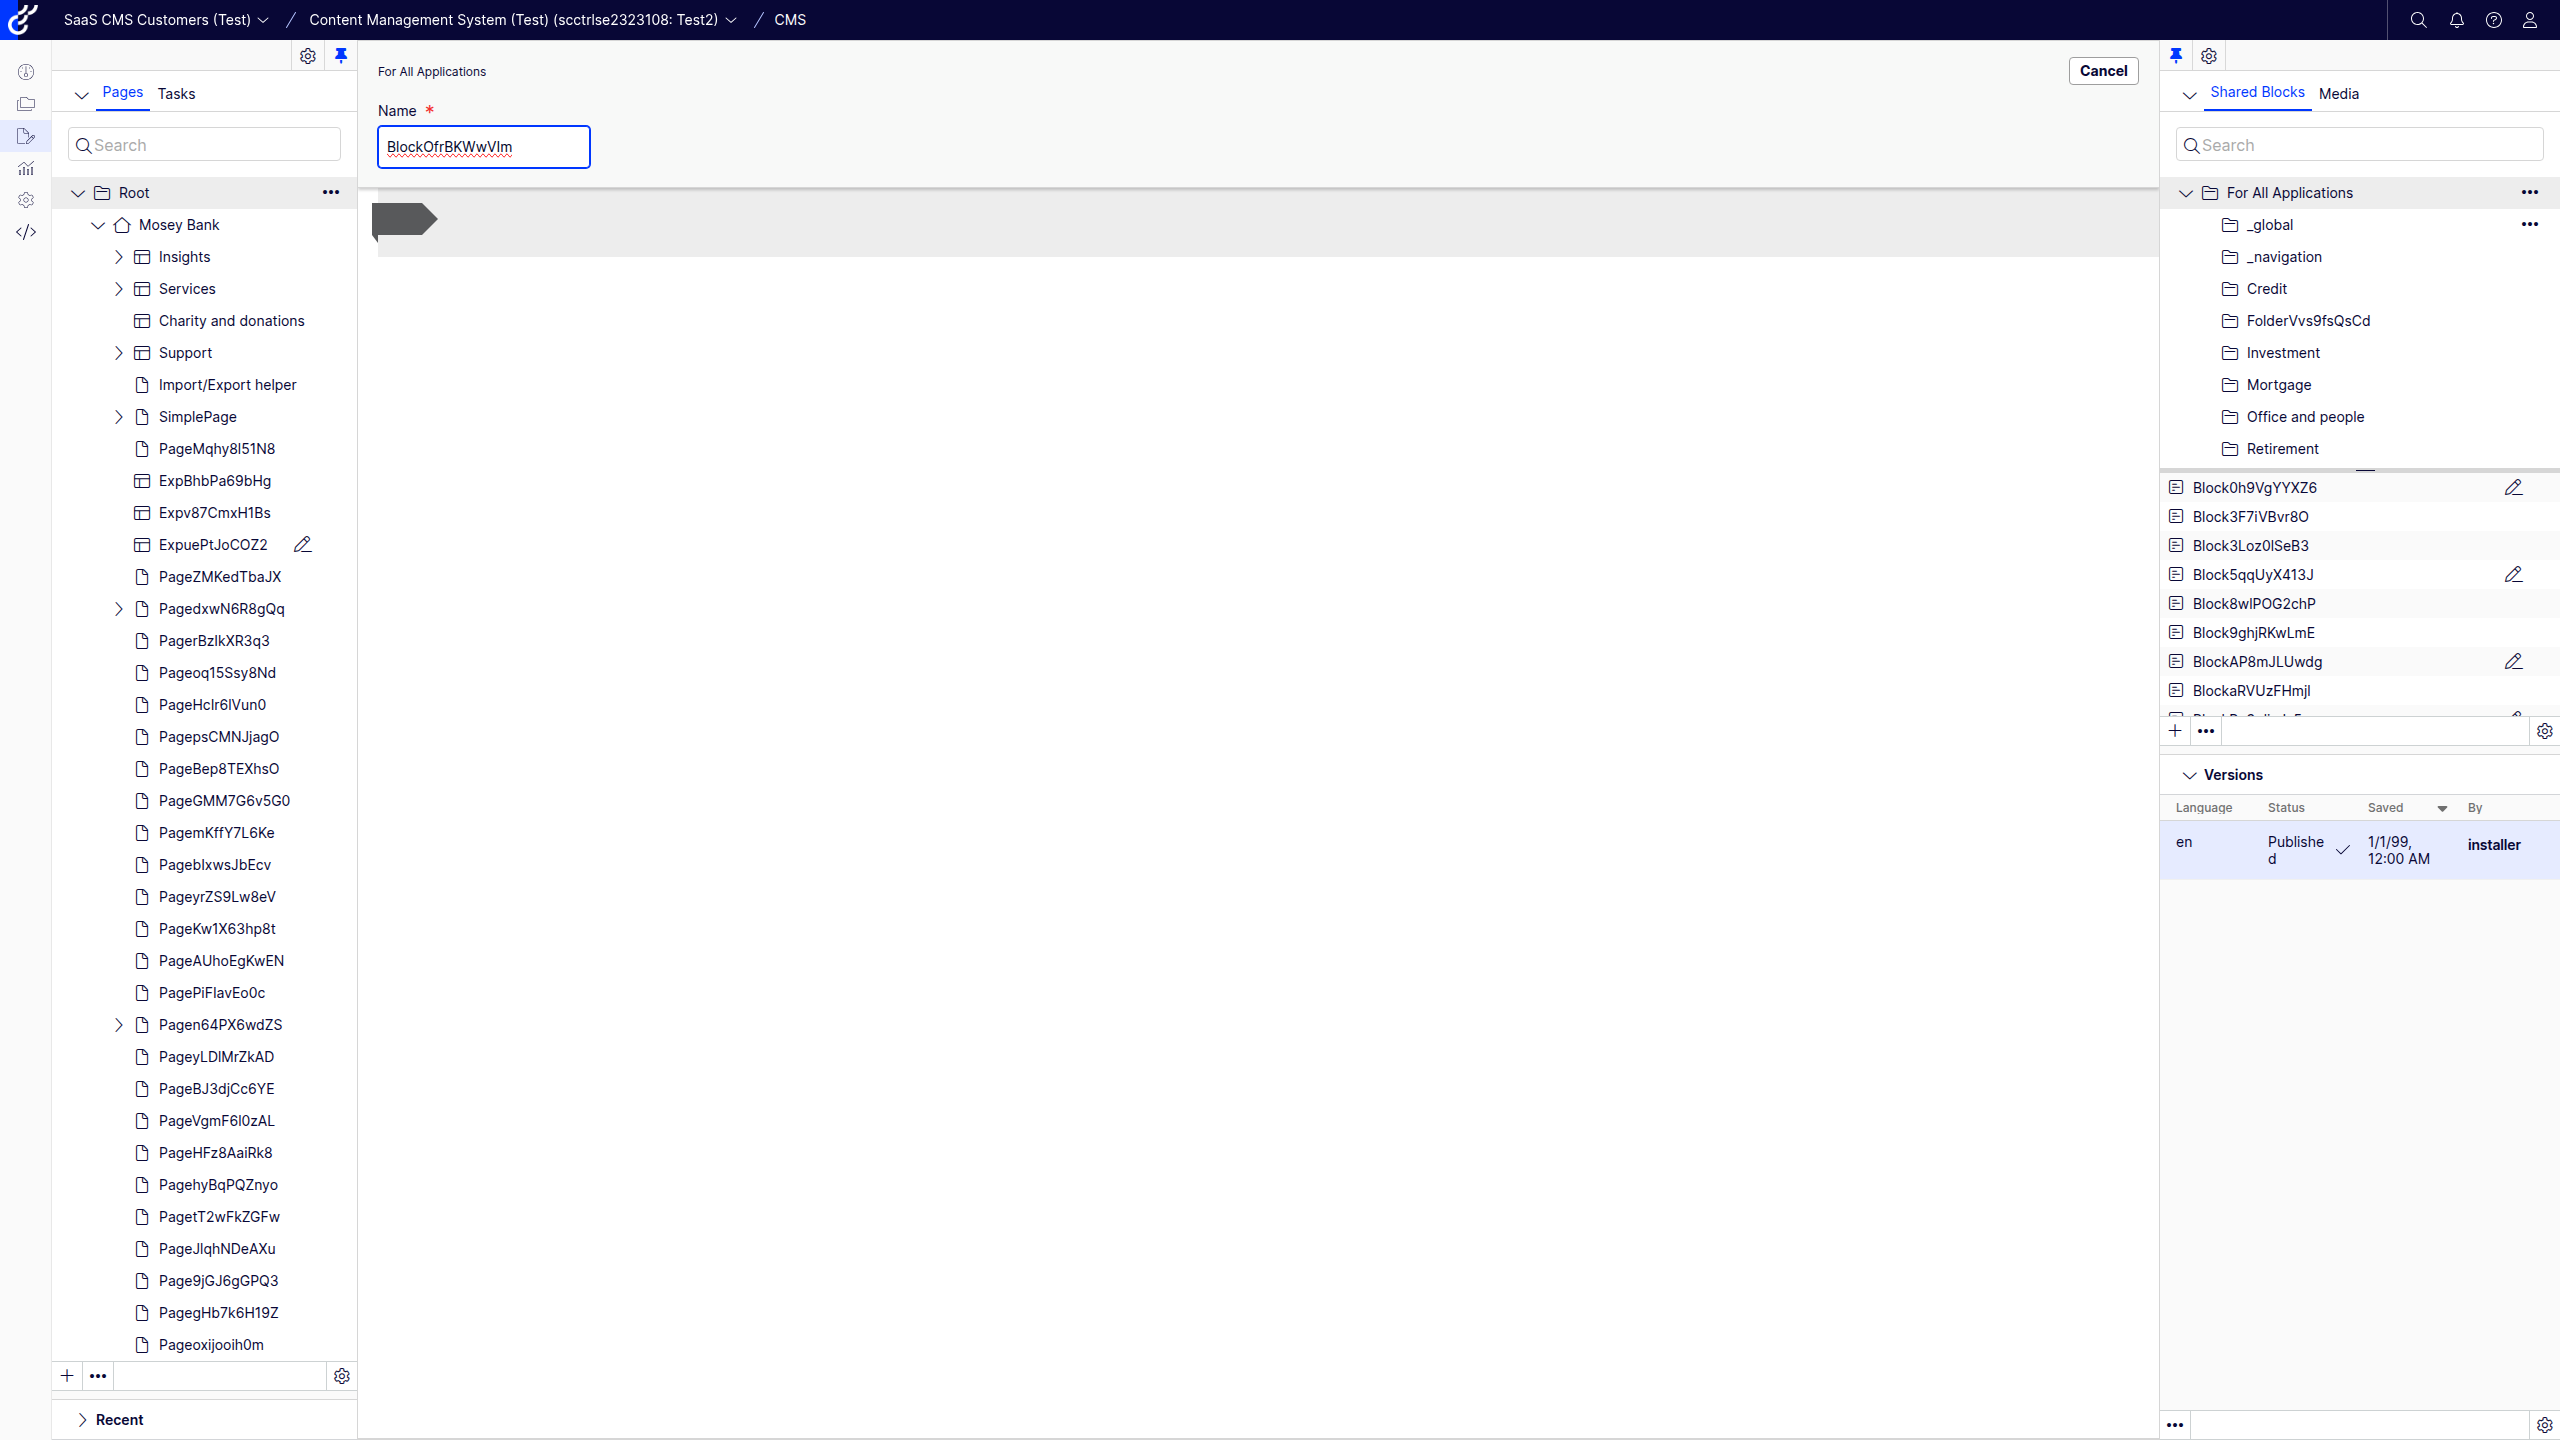 SaaS CMS Customers (Test) / Content Management System (Test) (scctrlse2323108: Test2) / CMS
Pages Tasks
Search
Root
Mosey Bank
Insights
Services
Charity and donations
Support
Import/Export helper
SimplePage
PageMqhy8I51N8
ExpBhbPa69bHg
Expv87CmxH1Bs
ExpuePtJoCOZ2
PageZMKedTbaJX
PagedxwN6R8gQq
PagerBzlkXR3q3
Pageoq15Ssy8Nd
PageHclr6lVun0
PagepsCMNJjagO
PageBep8TEXhsO
PageGMM7G6v5G0
PagemKffY7L6Ke
PageblxwsJbEcv
PageyrZS9Lw8eV
PageKw1X63hp8t
PageAUhoEgKwEN
PagePiFlavEo0c
Pagen64PX6wdZS
PageyLDlMrZkAD
PageBJ3djCc6YE
PageVgmF6l0zAL
PageHFz8AaiRk8
PagehyBqPQZnyo
PagetT2wFkZGFw
PageJlqhNDeAXu
Page9jGJ6gGPQ3
PagegHb7k6H19Z
Pageoxijooih0m
Recent
For All Applications
Cancel
Name *
BlockOfrBKWwVlm
Shared Blocks Media
Search
For All Applications
_global
_navigation
Credit
FolderVvs9fsQsCd
Investment
Mortgage
Office and people
Retirement
Block0h9VgYYXZ6
Block3F7iVBvr8O
Block3Loz0lSeB3
Block5qqUyX413J
Block8wlPOG2chP
Block9ghjRKwLmE
BlockAP8mJLUwdg
BlockaRVUzFHmjl
Versions
Language Status Saved By
en Publishe 1/1/99, installer
d 12:00 AM